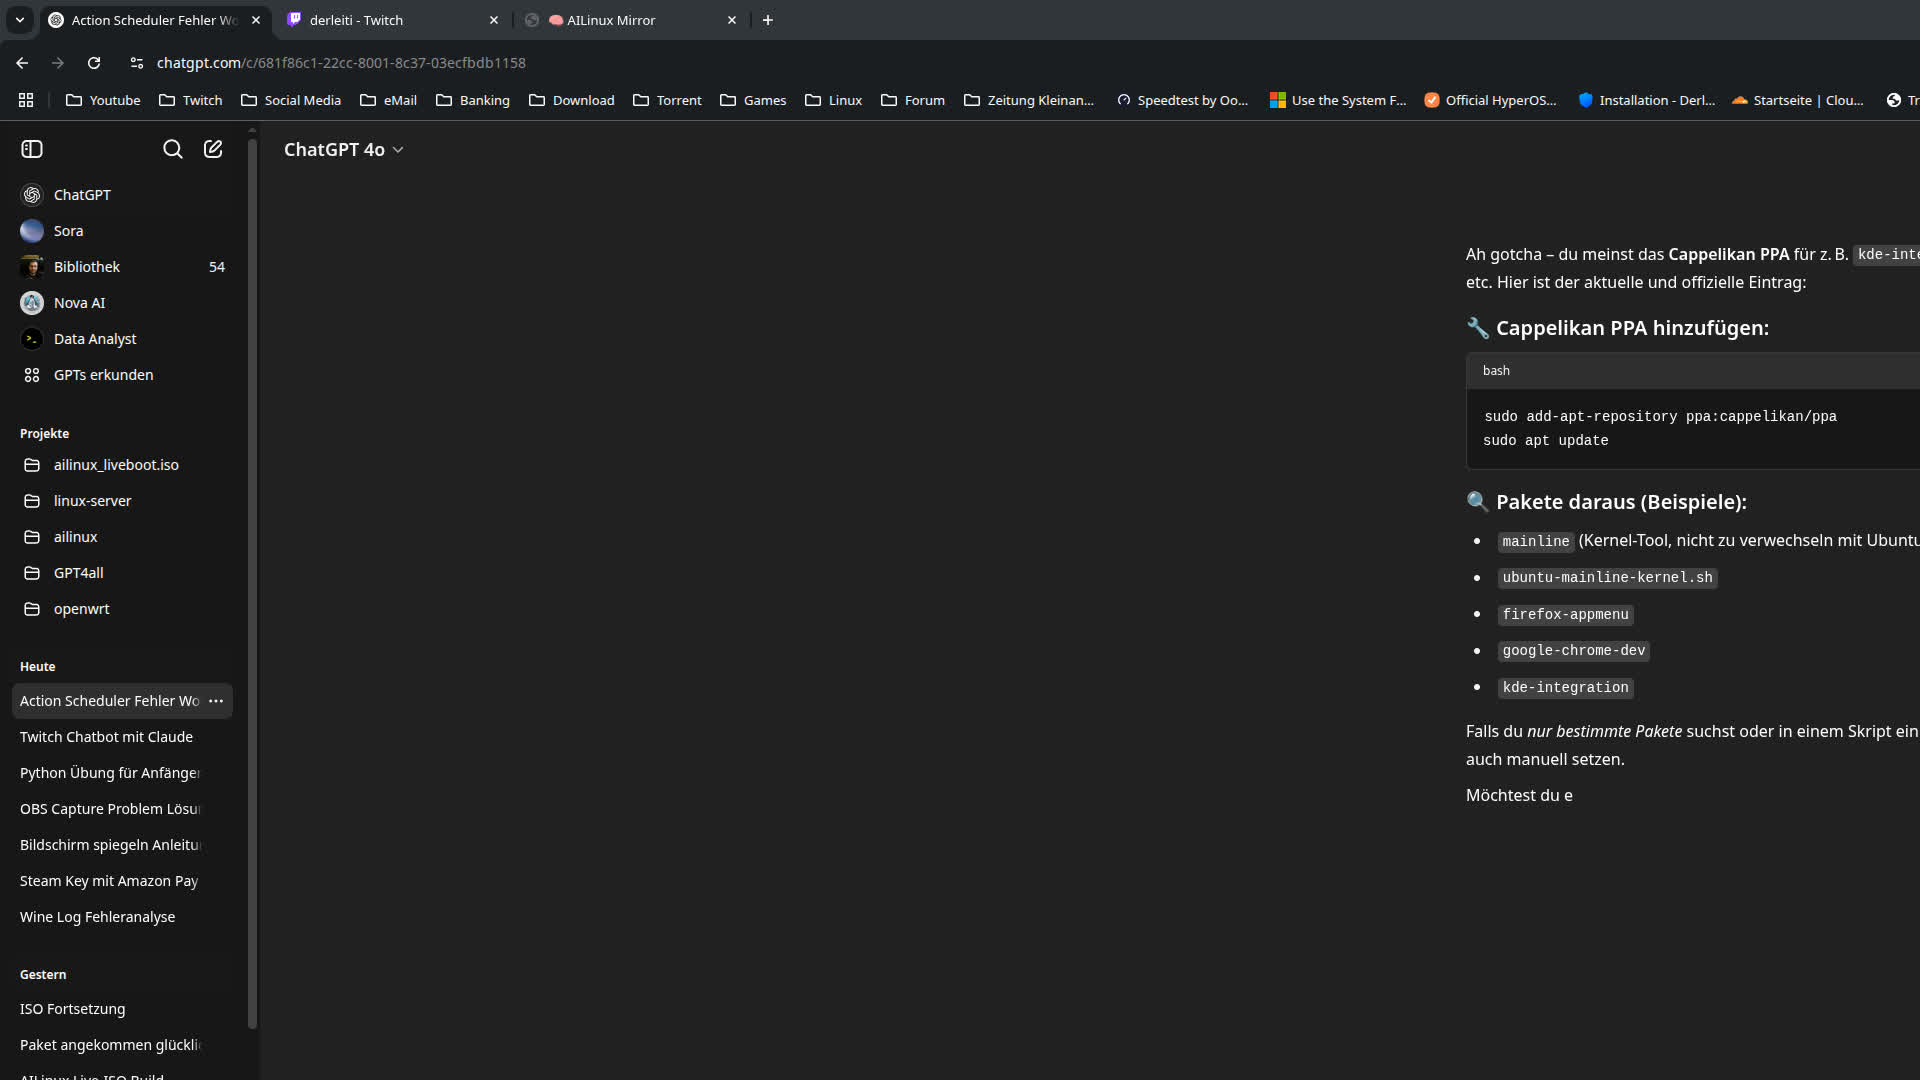 Action Scheduler Fehler Wo
derleiti - Twitch
AILinux Mirror
chatgpt.com/c/681f86c1-22cc-8001-8c37-03ecfbdb1158
Youtube
Twitch
Social Media
eMail
Banking
Download
Torrent
Games
Linux
Forum
Zeitung Kleinan...
Speedtest by Oo...
Use the System F...
Official HyperOS...
Installation - Derl...
Startseite | Clou...
Tr
ChatGPT 4o
ChatGPT
Sora
Bibliothek 54
Nova AI
Data Analyst
GPTs erkunden
Projekte
ailinux_liveboot.iso
linux-server
ailinux
GPT4all
openwrt
Heute
Action Scheduler Fehler Wo
Twitch Chatbot mit Claude
Python Übung für Anfänger
OBS Capture Problem Lösu
Bildschirm spiegeln Anleitu
Steam Key mit Amazon Pay
Wine Log Fehleranalyse
Gestern
ISO Fortsetzung
Paket angekommen glückli
AILinux Live-ISO Build
Ah gotcha – du meinst das Cappelikan PPA für z. B. kde-inte
etc. Hier ist der aktuelle und offizielle Eintrag:
🔧 Cappelikan PPA hinzufügen:
bash
sudo add-apt-repository ppa:cappelikan/ppa
sudo apt update
🔍 Pakete daraus (Beispiele):
• mainline (Kernel-Tool, nicht zu verwechseln mit Ubuntu
• ubuntu-mainline-kernel.sh
• firefox-appmenu
• google-chrome-dev
• kde-integration
Falls du nur bestimmte Pakete suchst oder in einem Skript ein
auch manuell setzen.
Möchtest du e